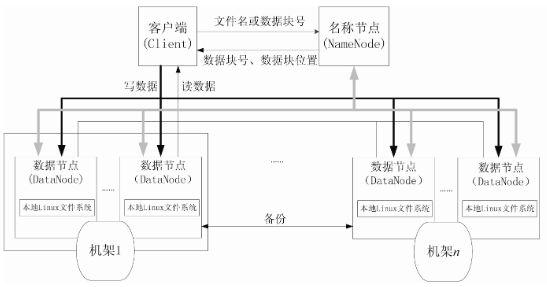 客户端
(Client)
文件名或数据块号
数据块号、数据块位置
名称节点
(NameNode)
写数据
读数据
数据节点
(DataNode)
本地Linux文件系统
......
数据节点
(DataNode)
本地Linux文件系统
机架1
......
备份
数据节点
(DataNode)
本地Linux文件系统
......
数据节点
(DataNode)
本地Linux文件系统
机架n